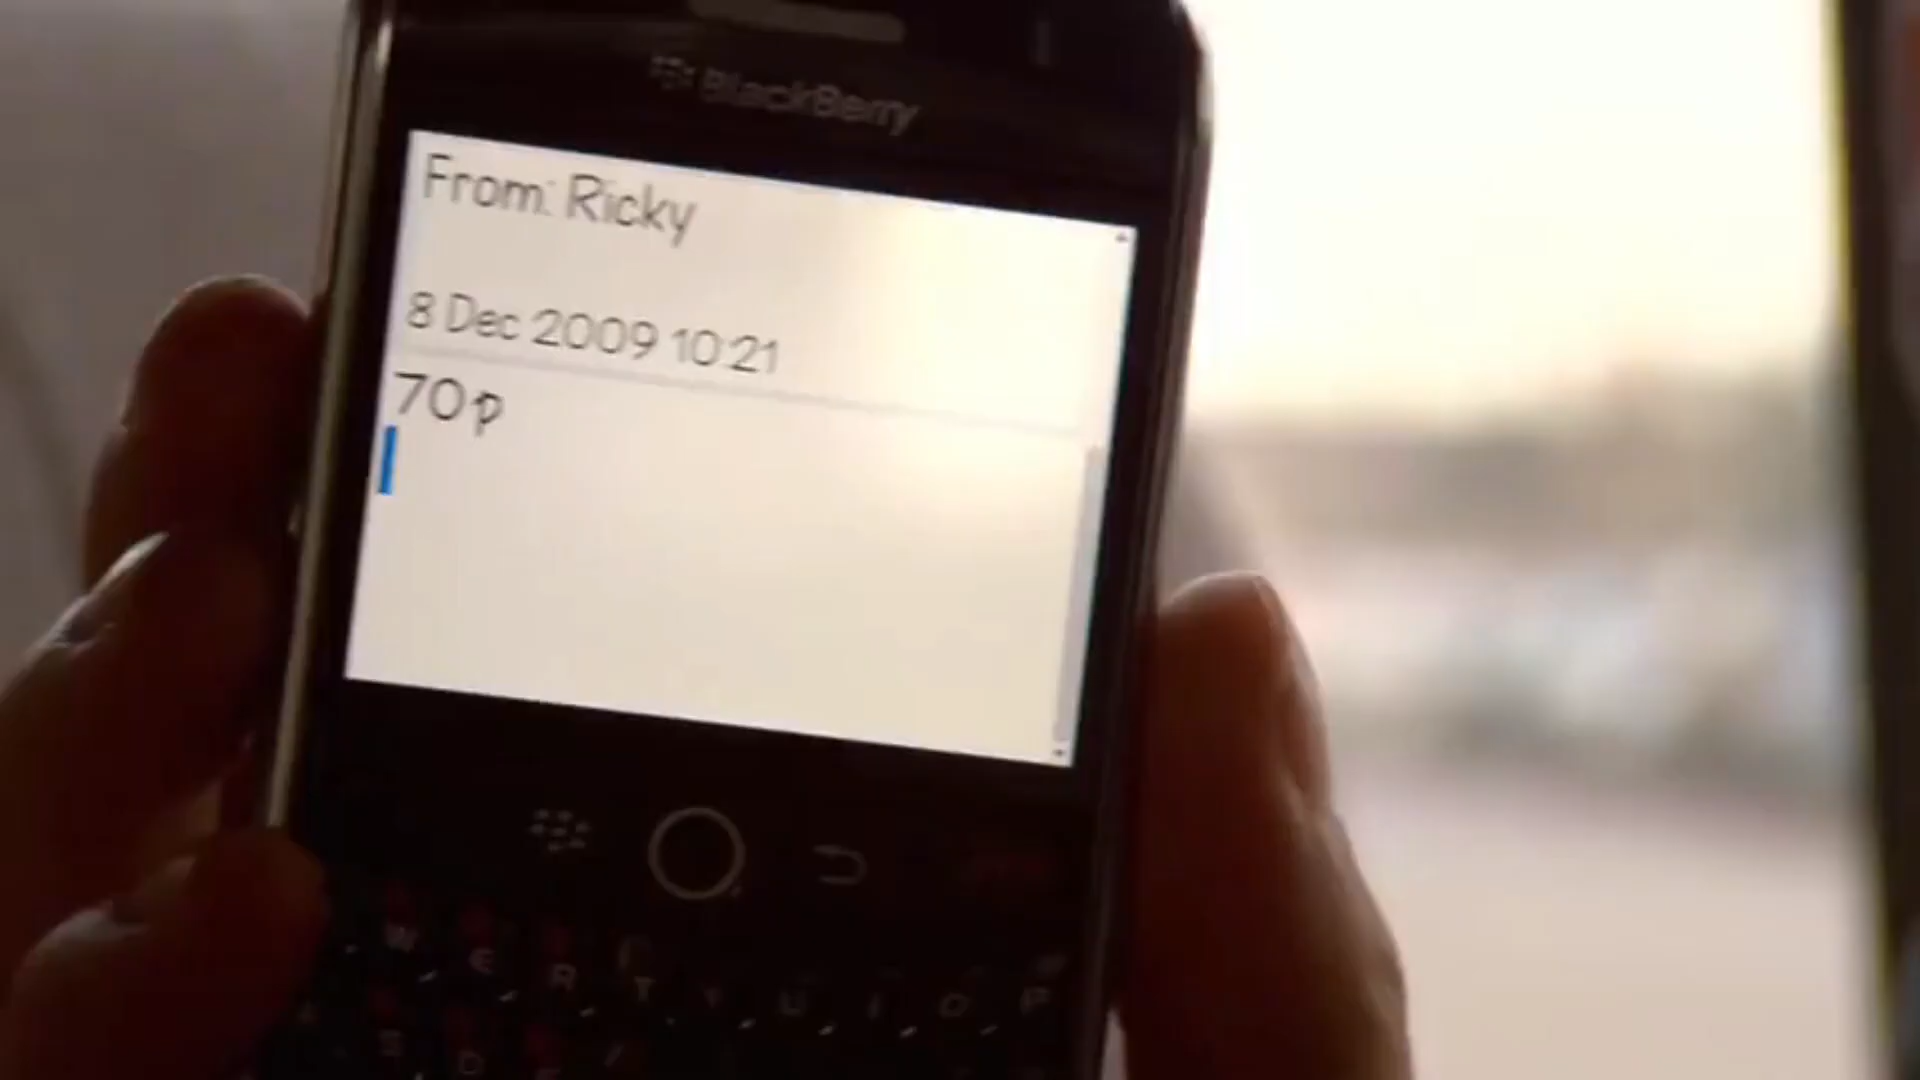 BlackBerry
From: Ricky
8 Dec 2009 10:21
70p
W E R T Y U I O P
S D